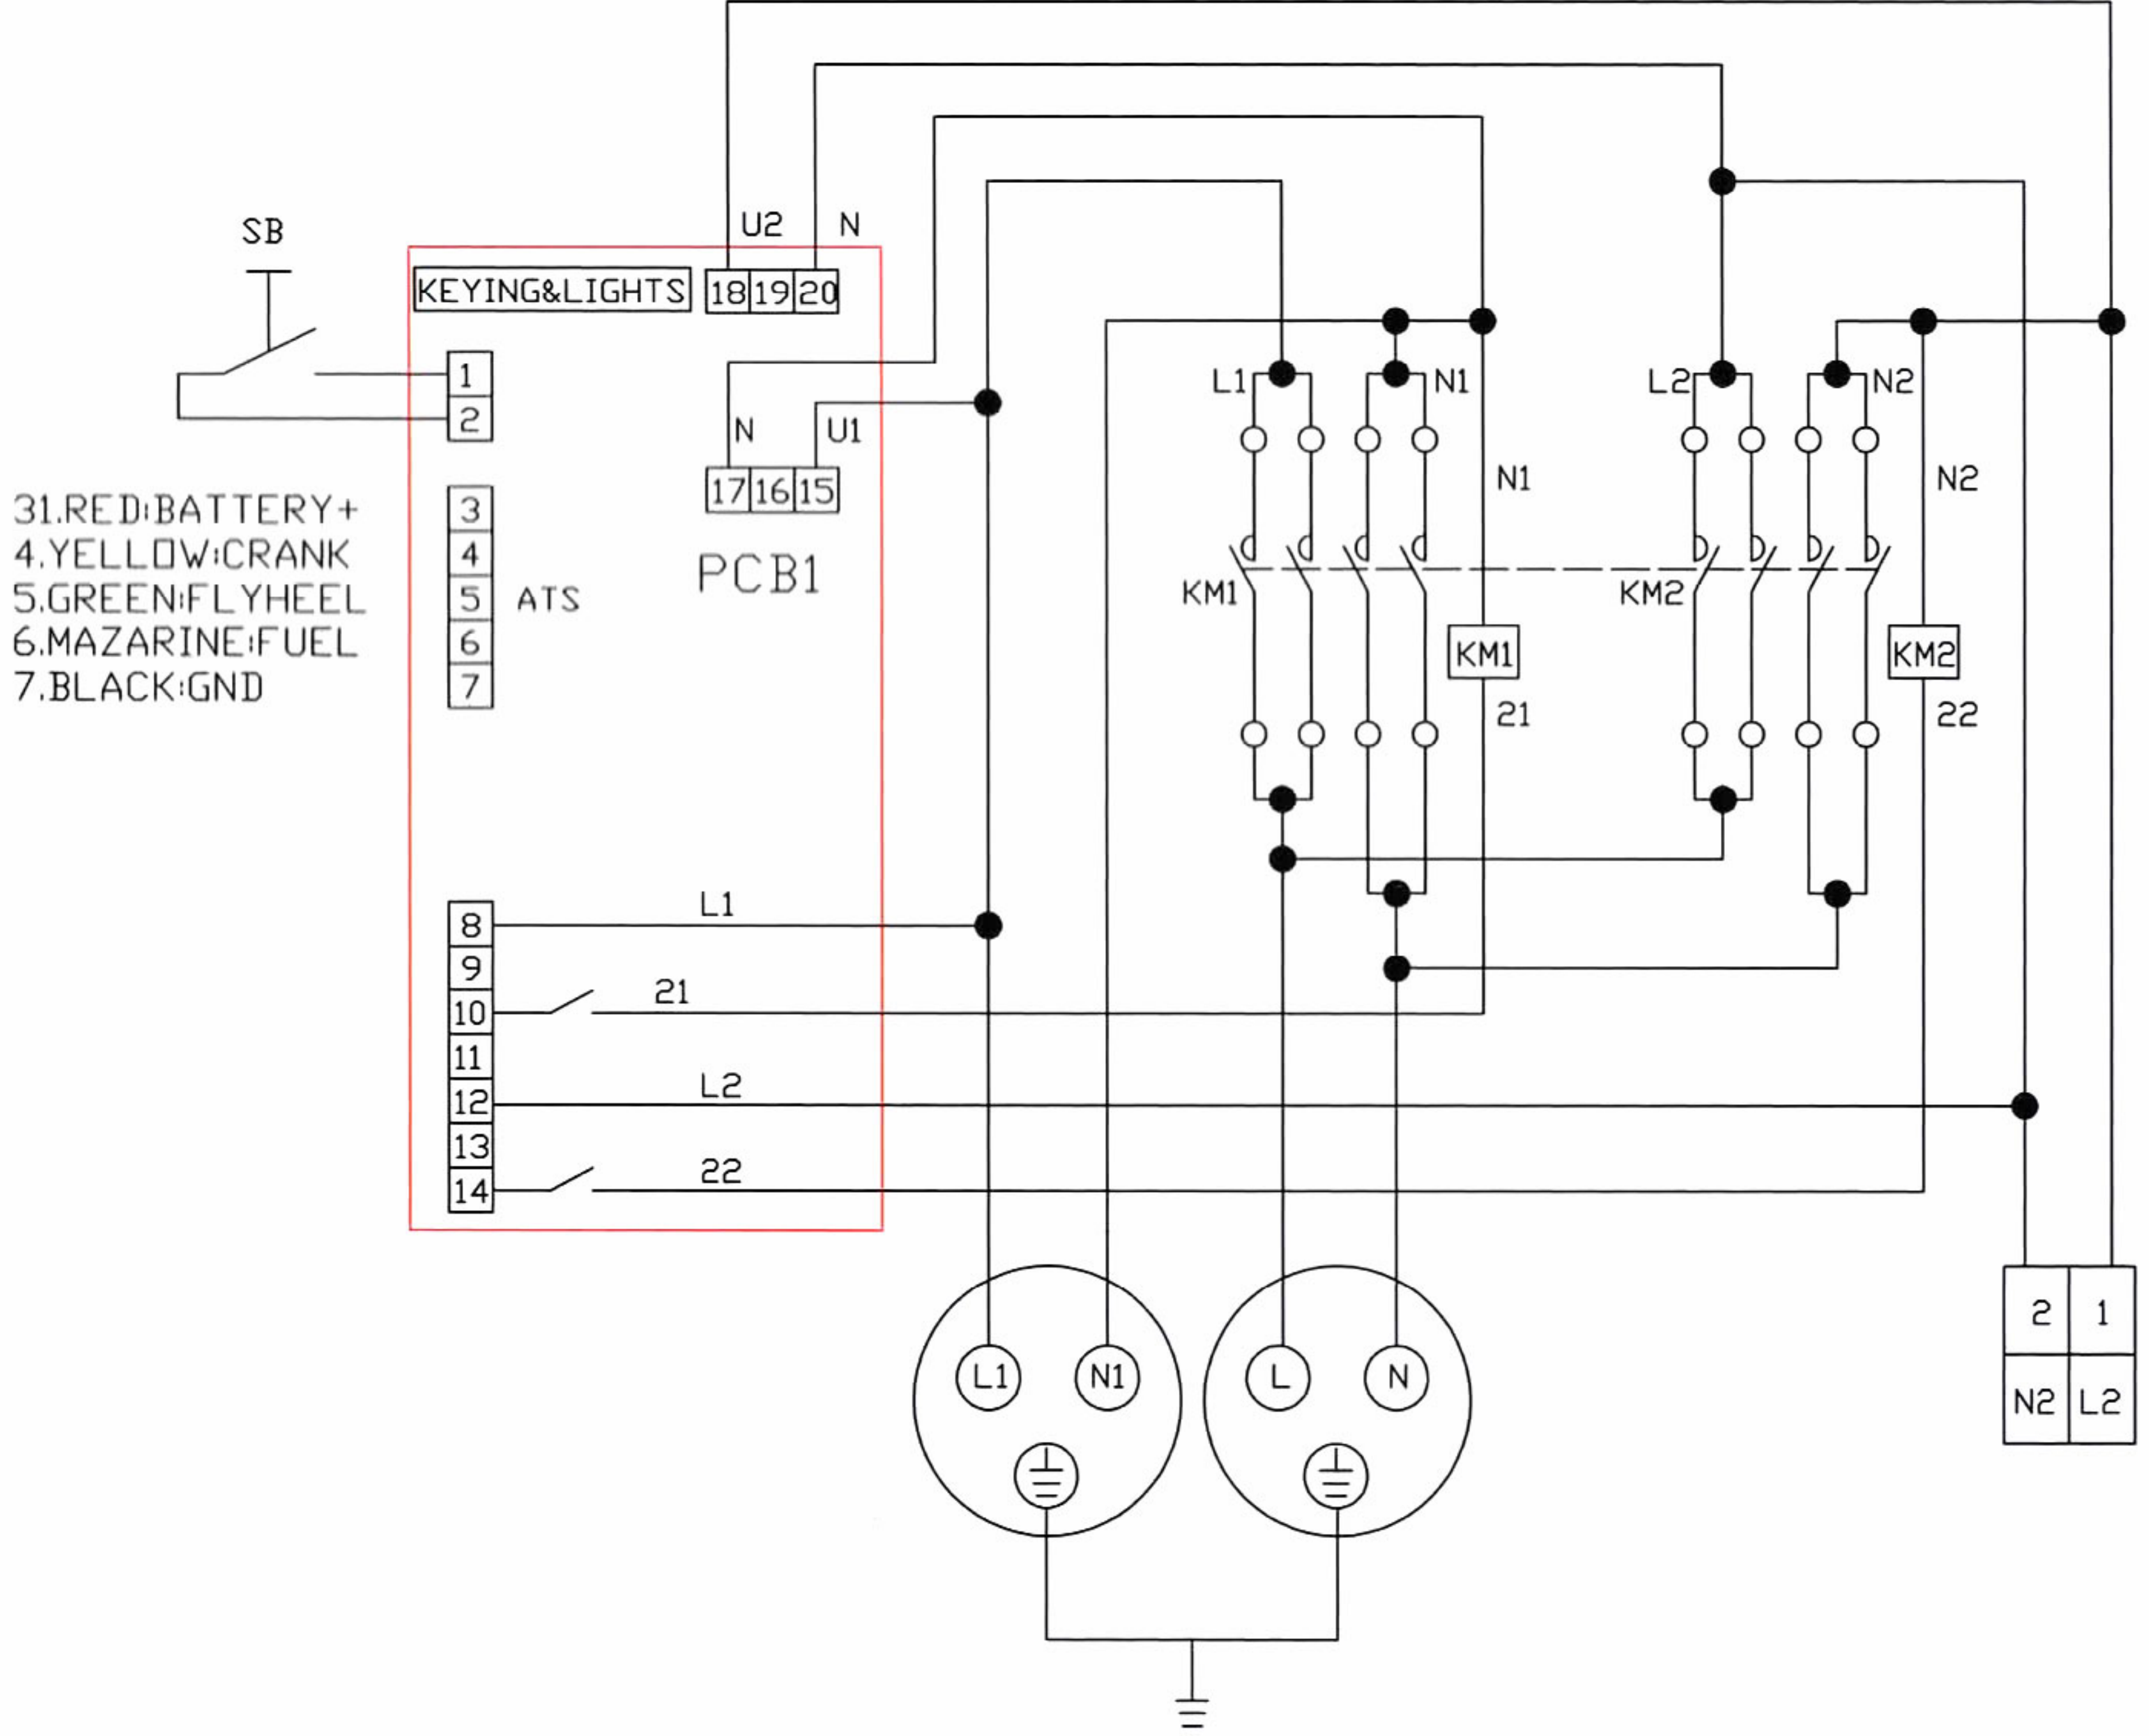 SB
U2 N
KEYING&LIGHTS 18 19 20
1
2
L1 N1 L2 N2
N U1
17 16 15
N1 N2
31.RED:BATTERY+
4.YELLOW:CRANK
5.GREEN:FLYHEEL
6.MAZARINE:FUEL
7.BLACK:GND
3
4
5 ATS
6
7
PCB1
KM1 KM2
KM1 KM2
21 22
8 L1
9
10 21
11
12 L2
13
14 22
L1 N1 L N
2 1
N2 L2